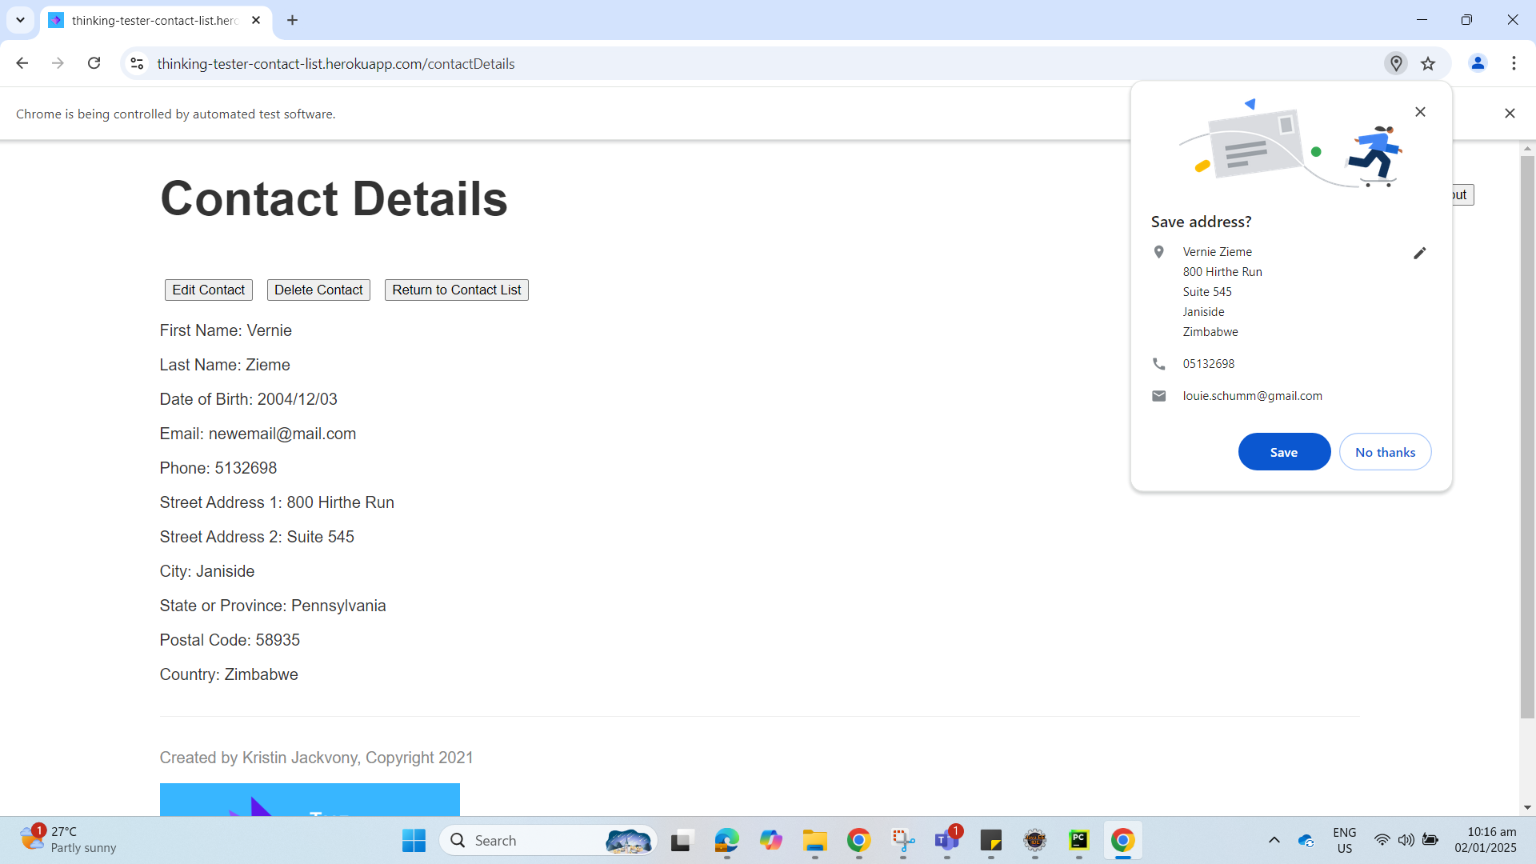 thinking-tester-contact-list.hero
thinking-tester-contact-list.herokuapp.com/contactDetails
Chrome is being controlled by automated test software.
Contact Details
Edit Contact
Delete Contact
Return to Contact List
First Name: Vernie
Last Name: Zieme
Date of Birth: 2004/12/03
Email: newemail@mail.com
Phone: 5132698
Street Address 1: 800 Hirthe Run
Street Address 2: Suite 545
City: Janiside
State or Province: Pennsylvania
Postal Code: 58935
Country: Zimbabwe
Created by Kristin Jackvony, Copyright 2021
Save address?
Vernie Zieme
800 Hirthe Run
Suite 545
Janiside
Zimbabwe
05132698
louie.schumm@gmail.com
Save
No thanks
out
1
27°C
Partly sunny
Search
1
PC
ENG
US
10:16 am
02/01/2025